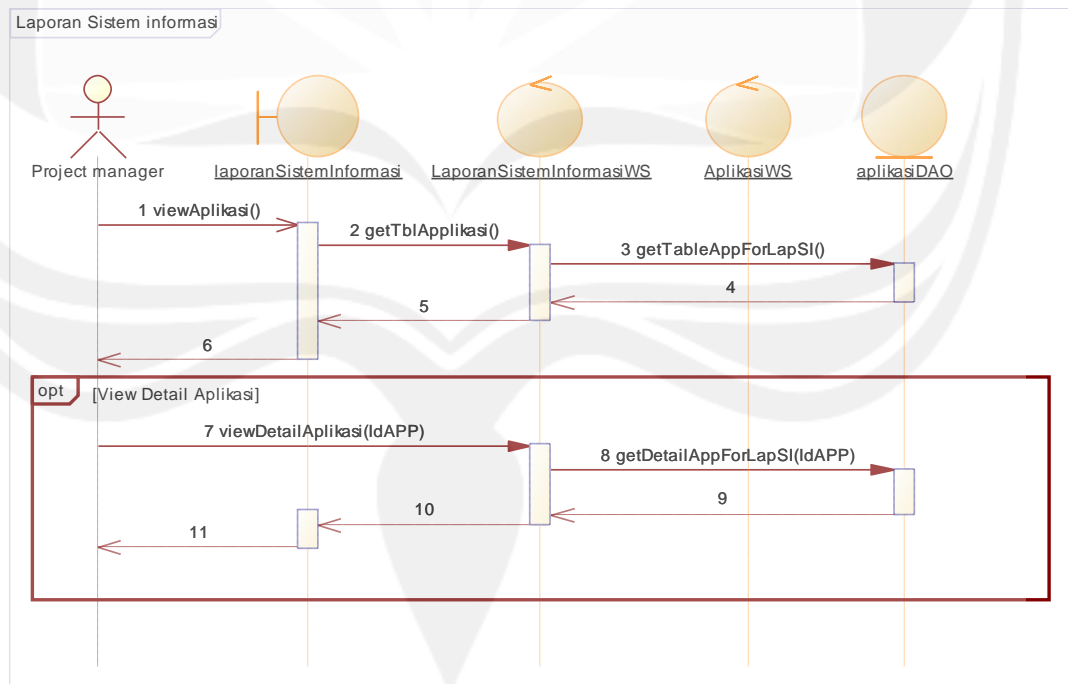 Laporan Sistem informasi
Project manager
laporanSistemInformasi
LaporanSistemInformasiWS
AplikasiWS
aplikasiDAO
1 viewAplikasi()
2 getTblApplikasi()
3 getTableAppForLapSI()
4
5
6
opt
[View Detail Aplikasi]
7 viewDetailAplikasi(IdAPP)
8 getDetailAppForLapSI(IdAPP)
9
10
11